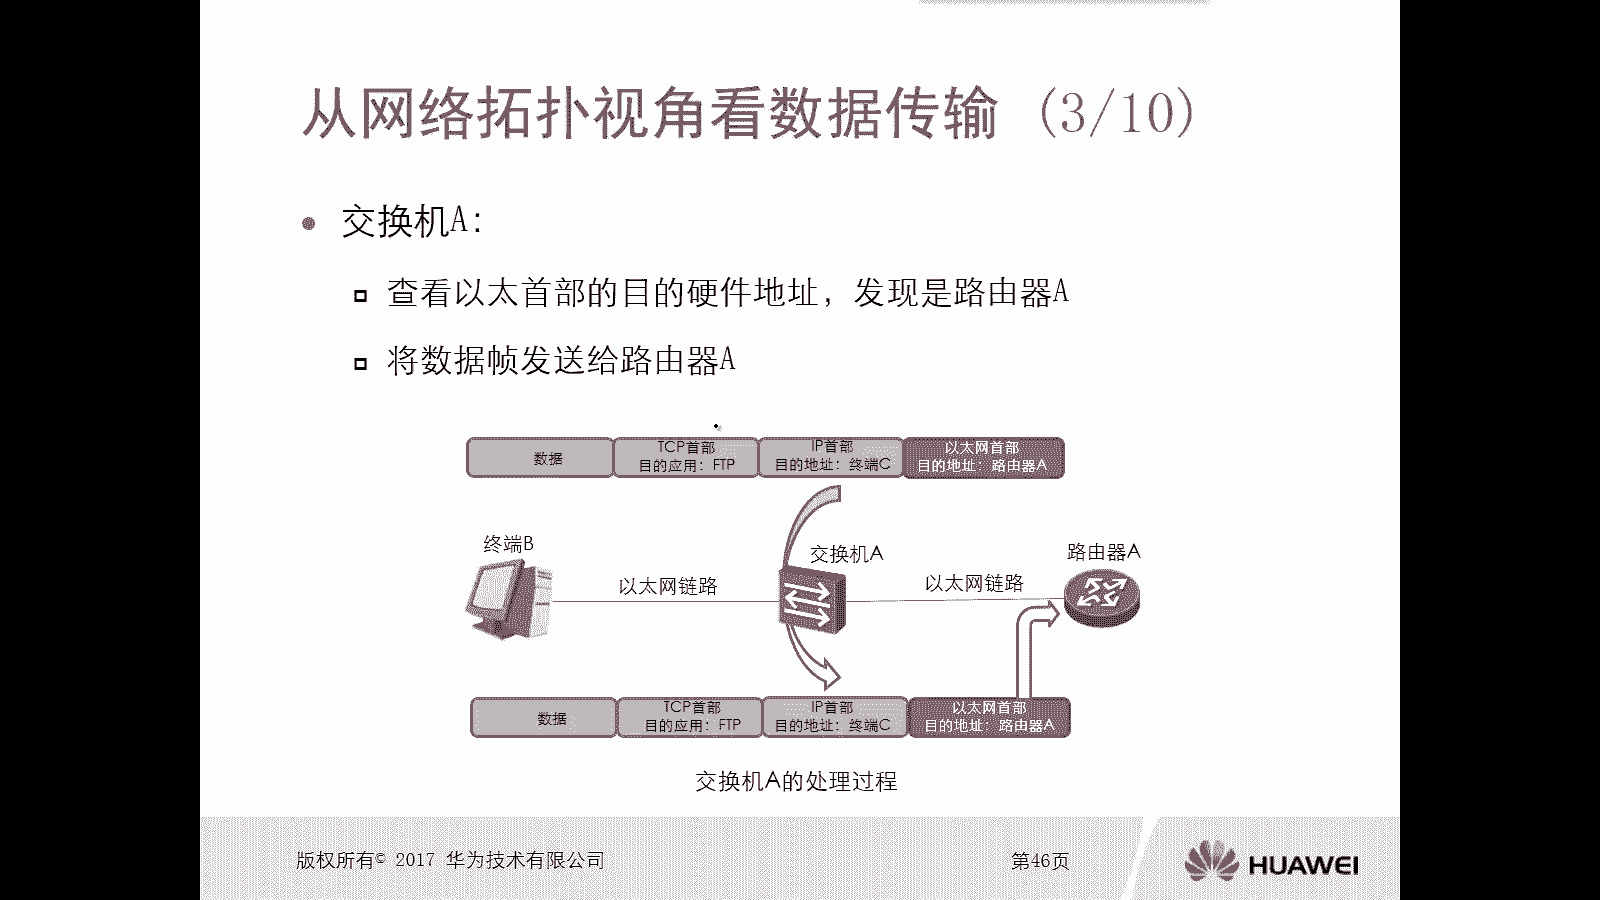 从网络拓扑视角看数据传输 (3/10)
交换机A:
查看以太首部的目的硬件地址，发现是路由器A
将数据帧发送给路由器A
数据
TCP首部
目的应用：FTP
IP首部
目的地址：终端C
以太网首部
目的地址：路由器A
终端B
以太网链路
交换机A
以太网链路
路由器A
数据
TCP首部
目的应用：FTP
IP首部
目的地址：终端C
以太网首部
目的地址：路由器A
交换机A的处理过程
版权所有© 2017 华为技术有限公司
第46页
HUAWEI